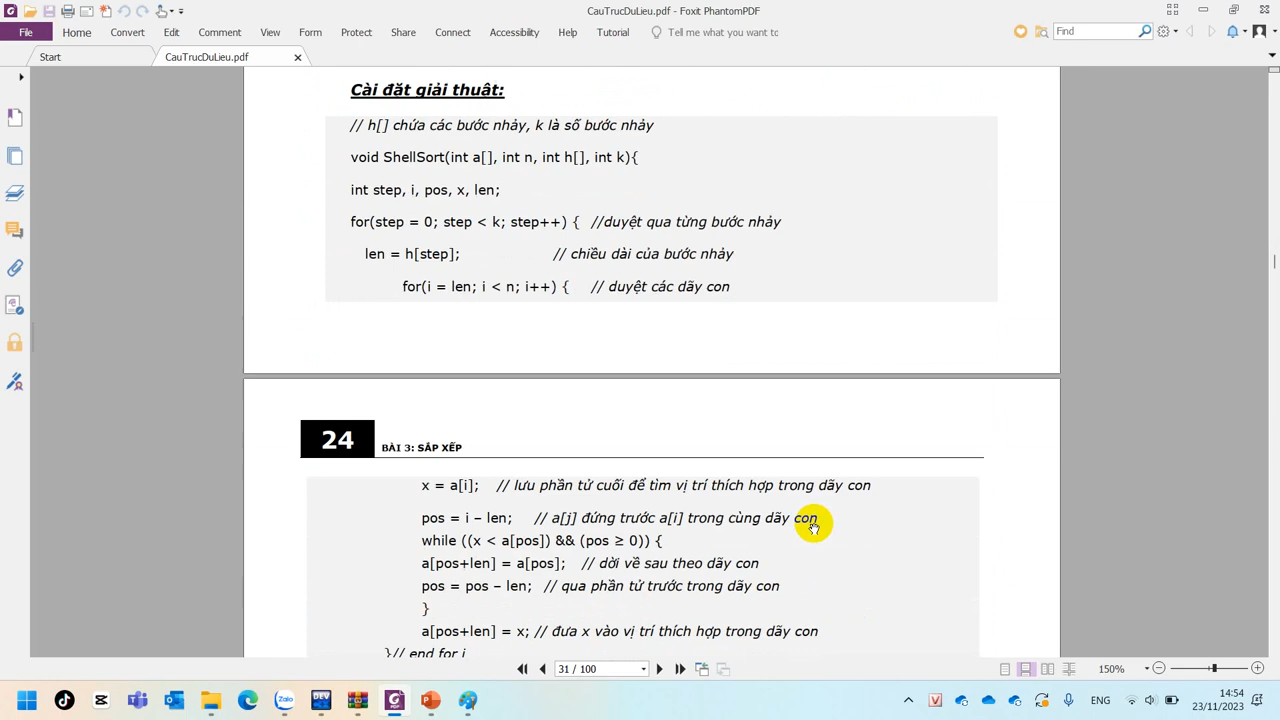 CauTrucDuLieu.pdf - Foxit PhantomPDF
File Home Convert Edit Comment View Form Protect Share Connect Accessibility Help Tutorial Tell me what you want to Find
Start CauTrucDuLieu.pdf
Cài đặt giải thuật:
// h[] chứa các bước nhảy, k là số bước nhảy
void ShellSort(int a[], int n, int h[], int k){
int step, i, pos, x, len;
for(step = 0; step < k; step++) { //duyệt qua từng bước nhảy
len = h[step]; // chiều dài của bước nhảy
for(i = len; i < n; i++) { // duyệt các dãy con
24 BÀI 3: SẮP XẾP
x = a[i]; // lưu phần tử cuối để tìm vị trí thích hợp trong dãy con
pos = i – len; // a[j] đứng trước a[i] trong cùng dãy con
while ((x < a[pos]) && (pos ≥ 0)) {
a[pos+len] = a[pos]; // dời về sau theo dãy con
pos = pos – len; // qua phần tử trước trong dãy con
}
a[pos+len] = x; // đưa x vào vị trí thích hợp trong dãy con
}// end for i
31 / 100 150%
Zalo DEV ENG 14:54
23/11/2023